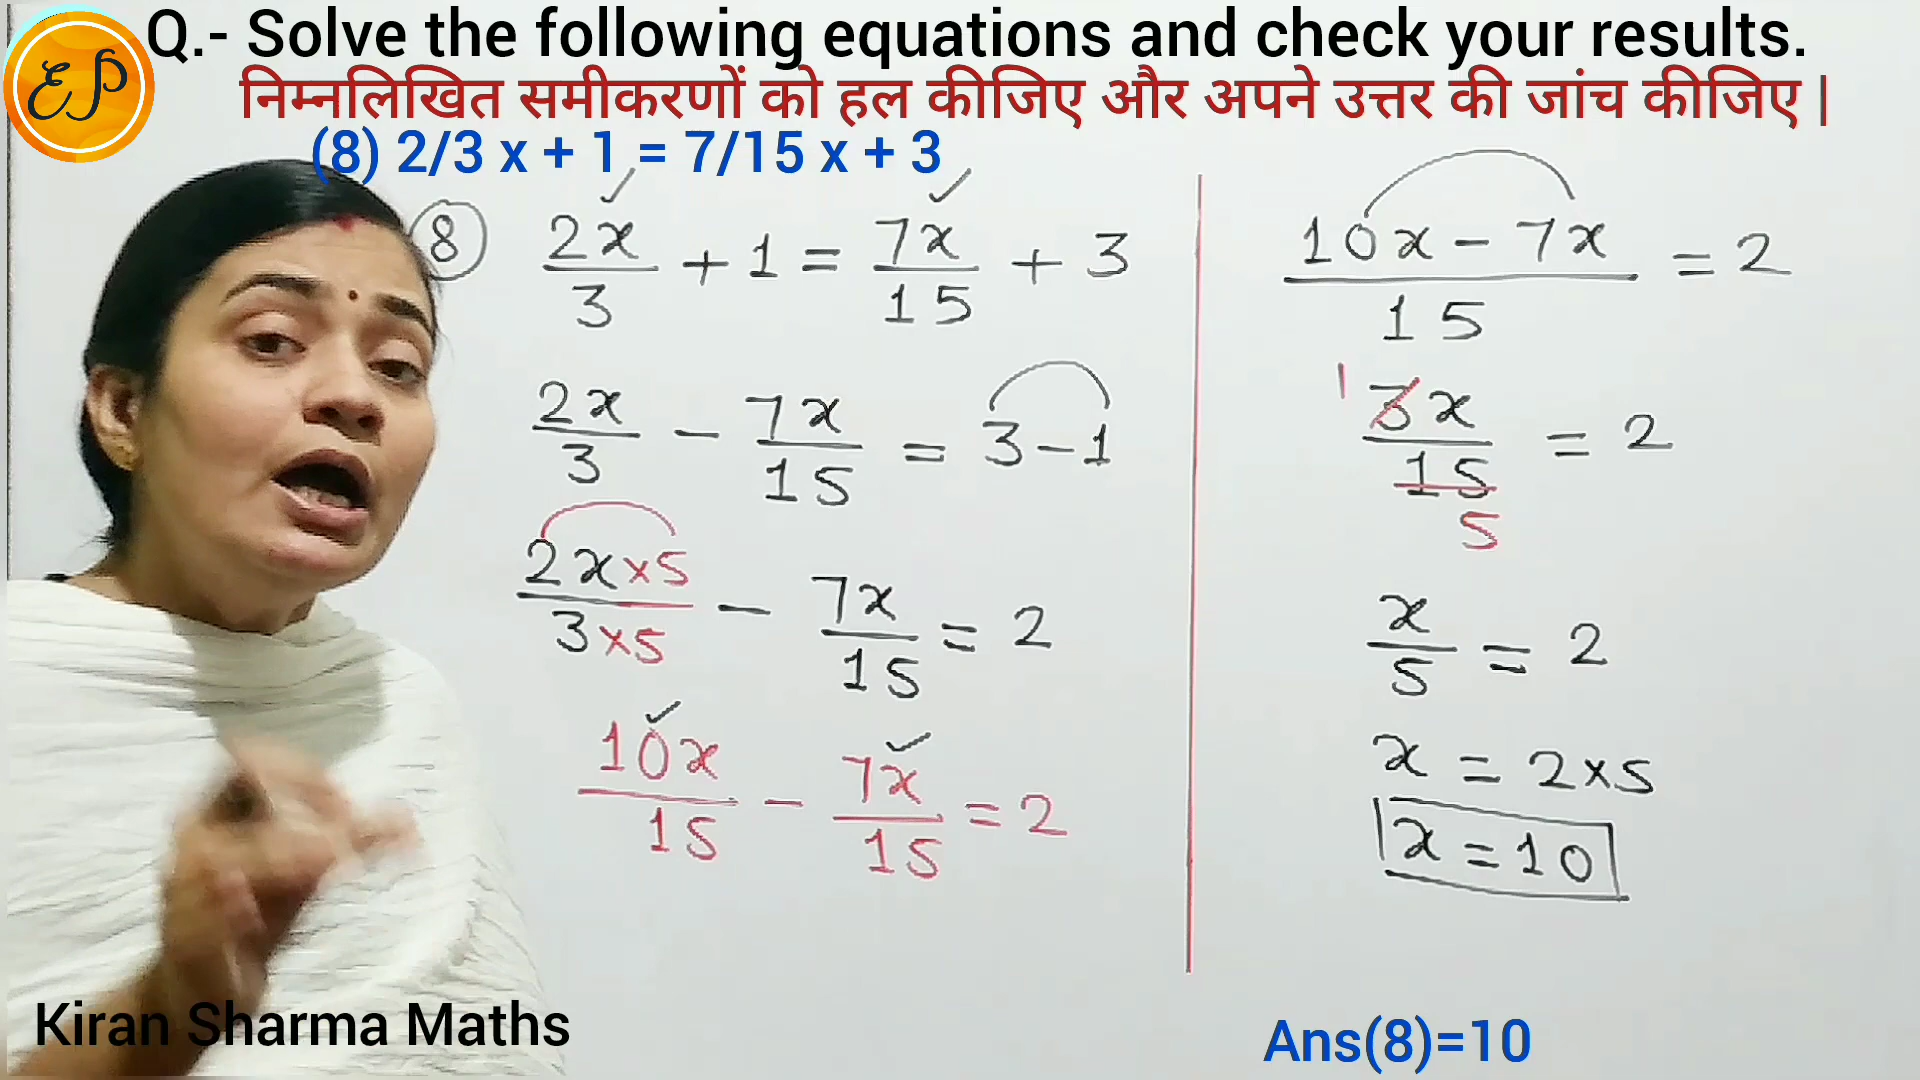 EP
Q.- Solve the following equations and check your results.
निम्नलिखित समीकरणों को हल कीजिए और अपने उत्तर की जांच कीजिए |
(8) 2/3 x + 1 = 7/15 x + 3
8 2x/3 + 1 = 7x/15 + 3
2x/3 - 7x/15 = 3-1
2x×5/3×5 - 7x/15 = 2
10x/15 - 7x/15 = 2
10x - 7x/15 = 2
1 3x/15 5 = 2
x/5 = 2
x = 2×5
x = 10
Kiran Sharma Maths
Ans(8)=10